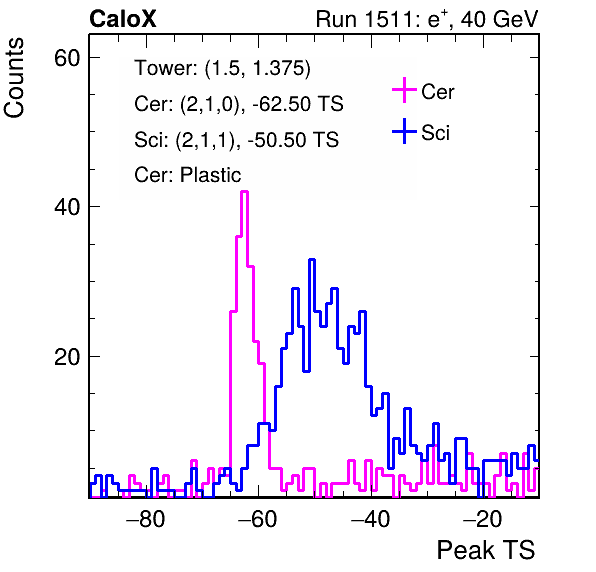 CaloX Run 1511: e⁺, 40 GeV
Counts
60
40
20
Tower: (1.5, 1.375)
Cer: (2,1,0), -62.50 TS
Sci: (2,1,1), -50.50 TS
Cer: Plastic
Cer
Sci
−80 −60 −40 −20
Peak TS